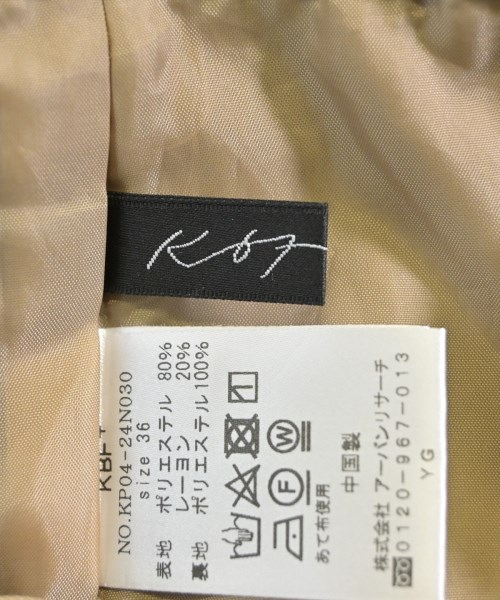 KBF
KBF+
NO.KP04-24N030
size 36
表地 ポリエステル 80%
レーヨン 20%
裏地 ポリエステル100%
F W
あて布使用
中国製
株式会社 アーバンリサーチ
0120-967-013
YG